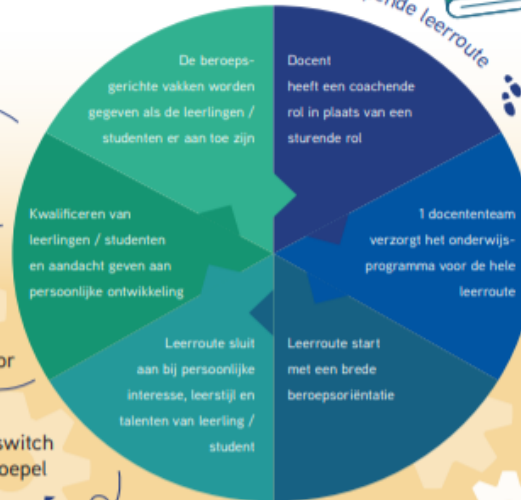 ende leerroute
De beroeps-
gerichte vakken worden
gegeven als de leerlingen /
studenten er aan toe zijn
Docent
heeft een coachende
rol in plaats van een
sturende rol
Kwalificeren van
leerlingen / studenten
en aandacht geven aan
persoonlijke ontwikkeling
1 docententeam
verzorgt het onderwijs-
programma voor de hele
leerroute
Leerroute sluit
aan bij persoonlijke
interesse, leerstijl en
talenten van leerling /
student
Leerroute start
met een brede
beroepsoriëntatie
or
switch
oepel